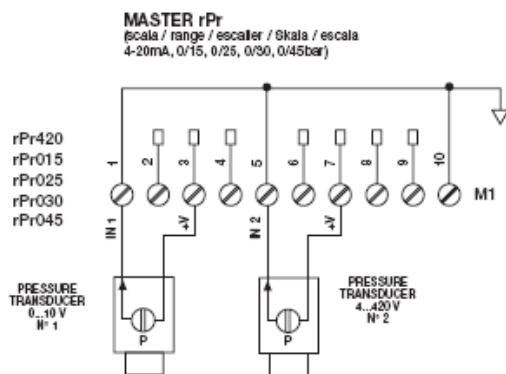 MASTER rPr
(scala / range / escalier / Skala / escala
4-20mA, 0/15, 0/25, 0/30, 0/45bar)
rPr420
rPr015
rPr025
rPr030
rPr045
1 2 3 4 5 6 7 8 9 10
M1
IN 1 +V IN 2 +V
PRESSURE
TRANSDUCER
0...10 V
N° 1
P
PRESSURE
TRANSDUCER
4...420 V
N° 2
P